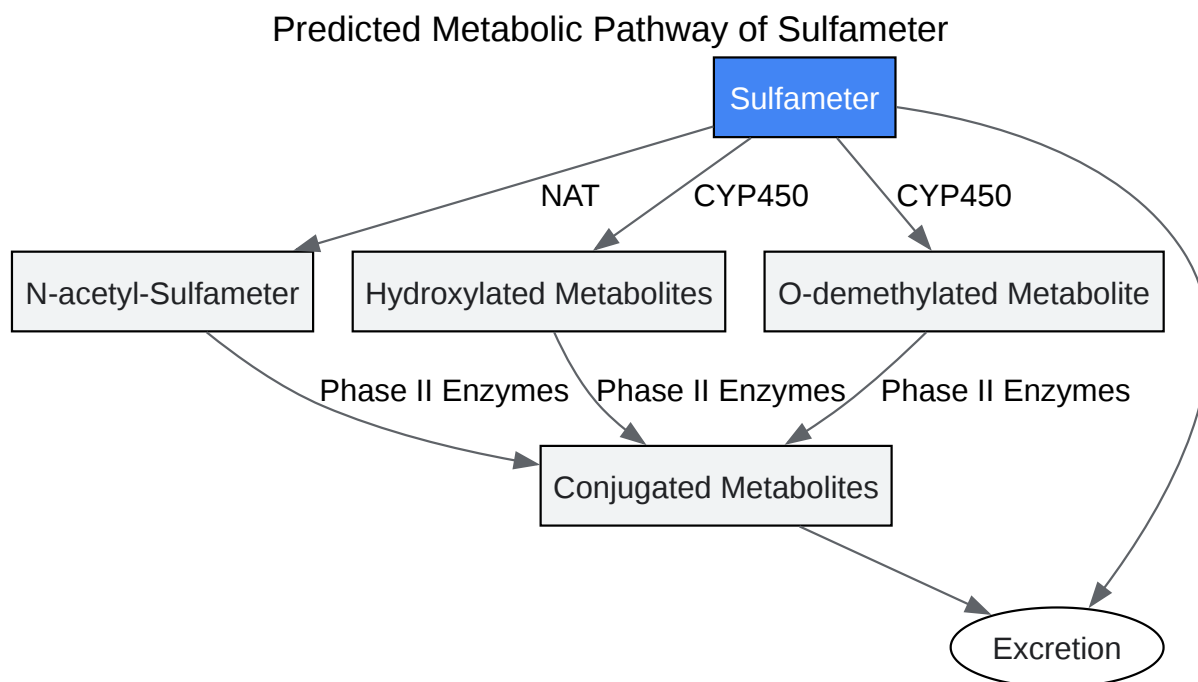 Predicted Metabolic Pathway of Sulfameter
Sulfameter
NAT
CYP450
CYP450
N-acetyl-Sulfameter
Hydroxylated Metabolites
O-demethylated Metabolite
Phase II Enzymes
Phase II Enzymes
Phase II Enzymes
Conjugated Metabolites
Excretion